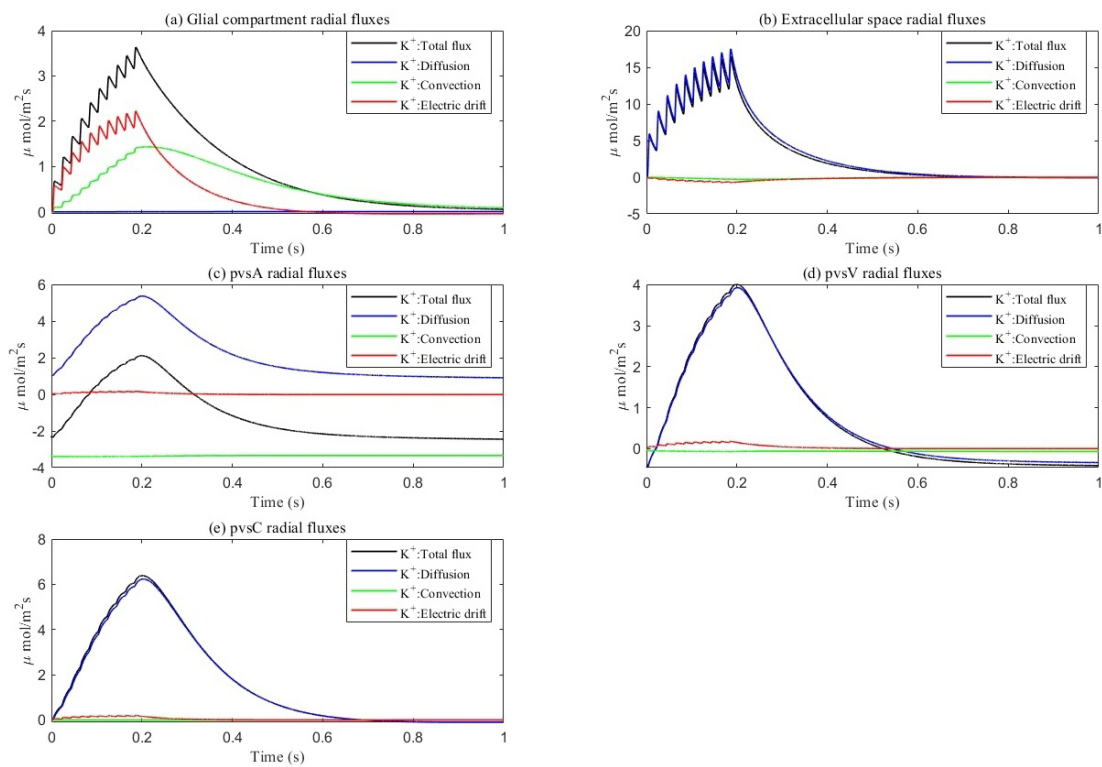 (a) Glial compartment radial fluxes
4
3
2
1
0
μ mol/m²s
K⁺:Total flux
K⁺:Diffusion
K⁺:Convection
K⁺:Electric drift
0 0.2 0.4 0.6 0.8 1
Time (s)
(b) Extracellular space radial fluxes
20
15
10
5
0
-5
μ mol/m²s
K⁺:Total flux
K⁺:Diffusion
K⁺:Convection
K⁺:Electric drift
0 0.2 0.4 0.6 0.8 1
Time (s)
(c) pvsA radial fluxes
6
4
2
0
-2
-4
μ mol/m²s
K⁺:Total flux
K⁺:Diffusion
K⁺:Convection
K⁺:Electric drift
0 0.2 0.4 0.6 0.8 1
Time (s)
(d) pvsV radial fluxes
4
3
2
1
0
μ mol/m²s
K⁺:Total flux
K⁺:Diffusion
K⁺:Convection
K⁺:Electric drift
0 0.2 0.4 0.6 0.8 1
Time (s)
(e) pvsC radial fluxes
8
6
4
2
0
μ mol/m²s
K⁺:Total flux
K⁺:Diffusion
K⁺:Convection
K⁺:Electric drift
0 0.2 0.4 0.6 0.8 1
Time (s)